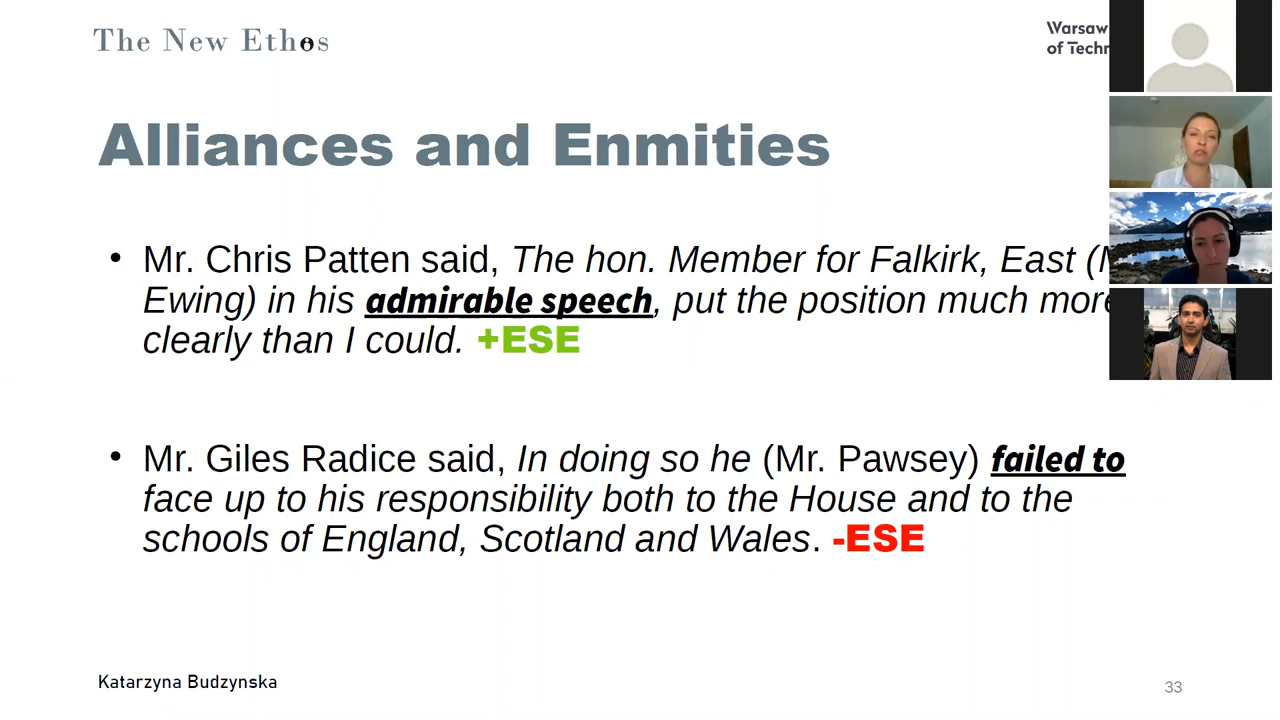 The New Ethos
Warsaw
of Techn
Alliances and Enmities
• Mr. Chris Patten said, The hon. Member for Falkirk, East (
Ewing) in his admirable speech, put the position much more
clearly than I could. +ESE
• Mr. Giles Radice said, In doing so he (Mr. Pawsey) failed to
face up to his responsibility both to the House and to the
schools of England, Scotland and Wales. -ESE
Katarzyna Budzynska
33